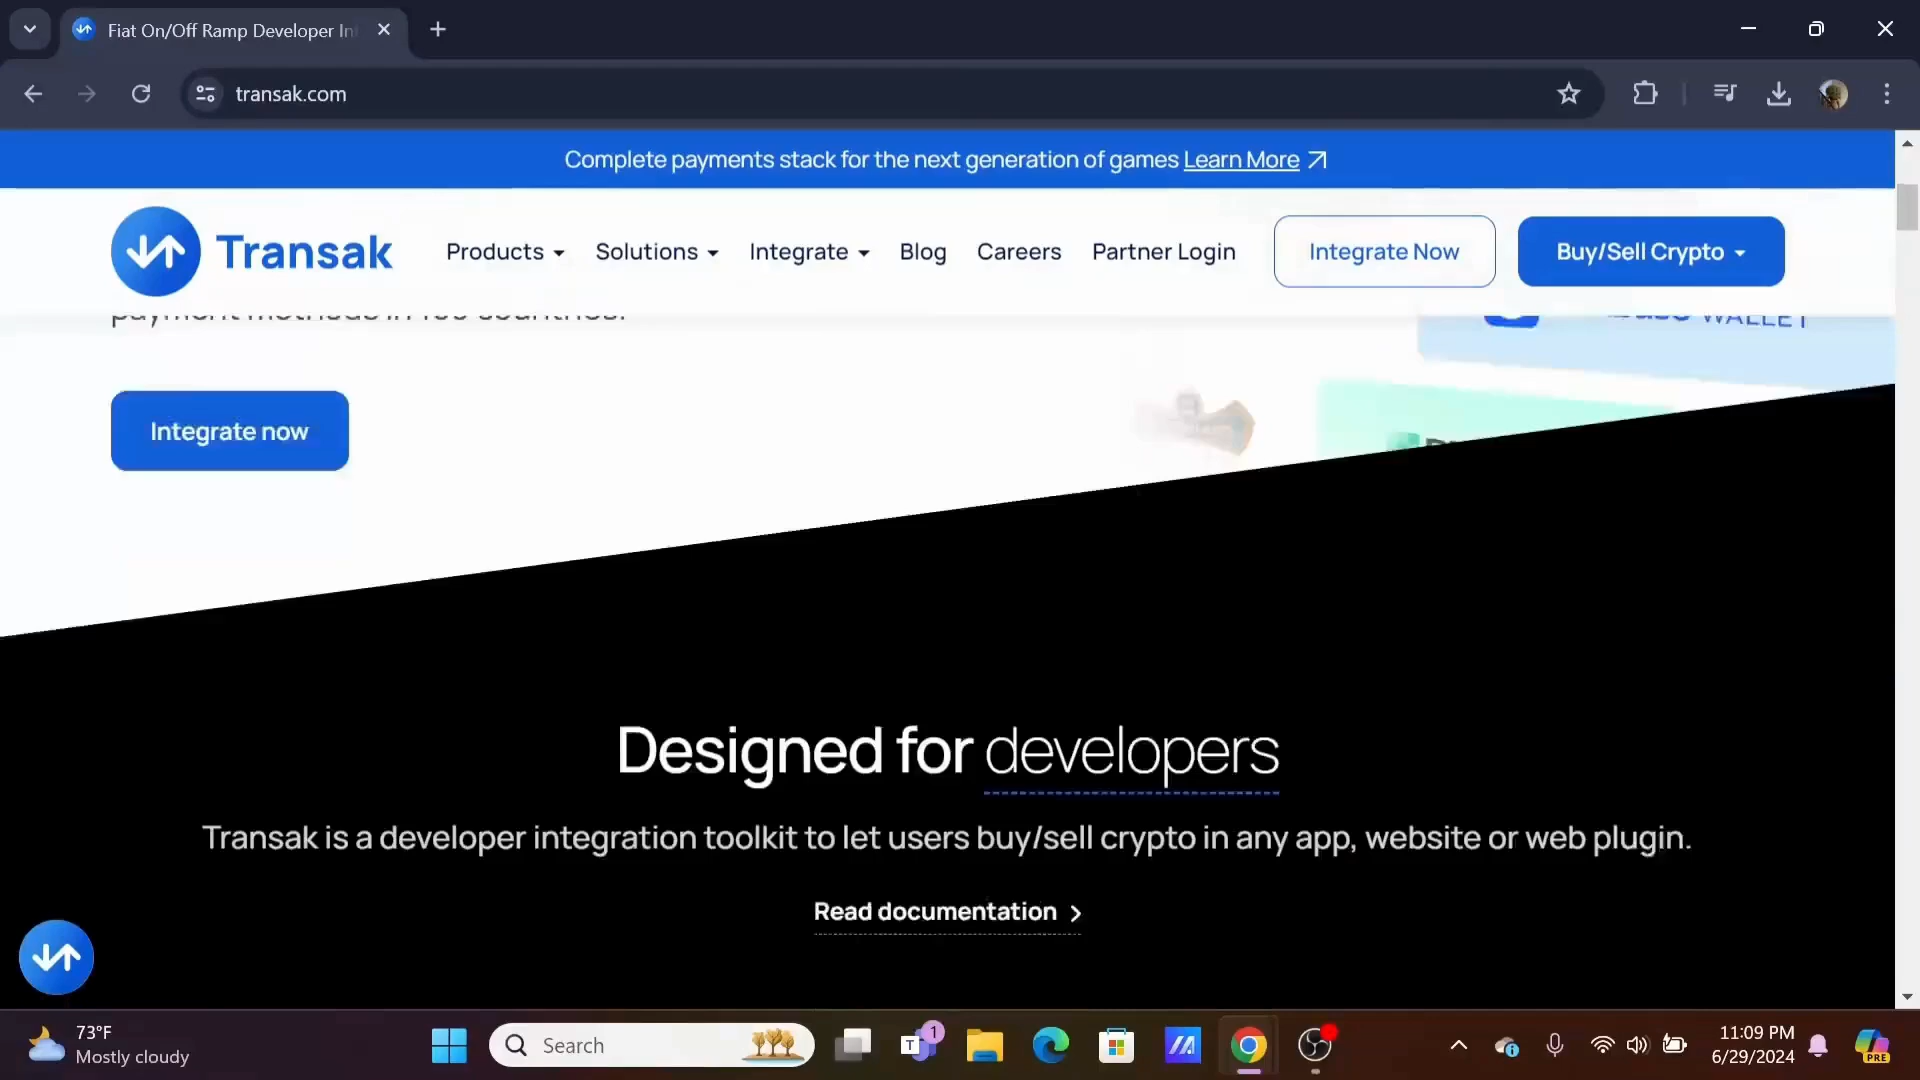 Fiat On/Off Ramp Developer In
transak.com
Complete payments stack for the next generation of games Learn More
Transak
Products
Solutions
Integrate
Blog
Careers
Partner Login
Integrate Now
Buy/Sell Crypto
payment methods in
WALLET
Integrate now
Designed for developers
Transak is a developer integration toolkit to let users buy/sell crypto in any app, website or web plugin.
Read documentation
73°F
Mostly cloudy
Search
T
1
PRE
11:09 PM
6/29/2024